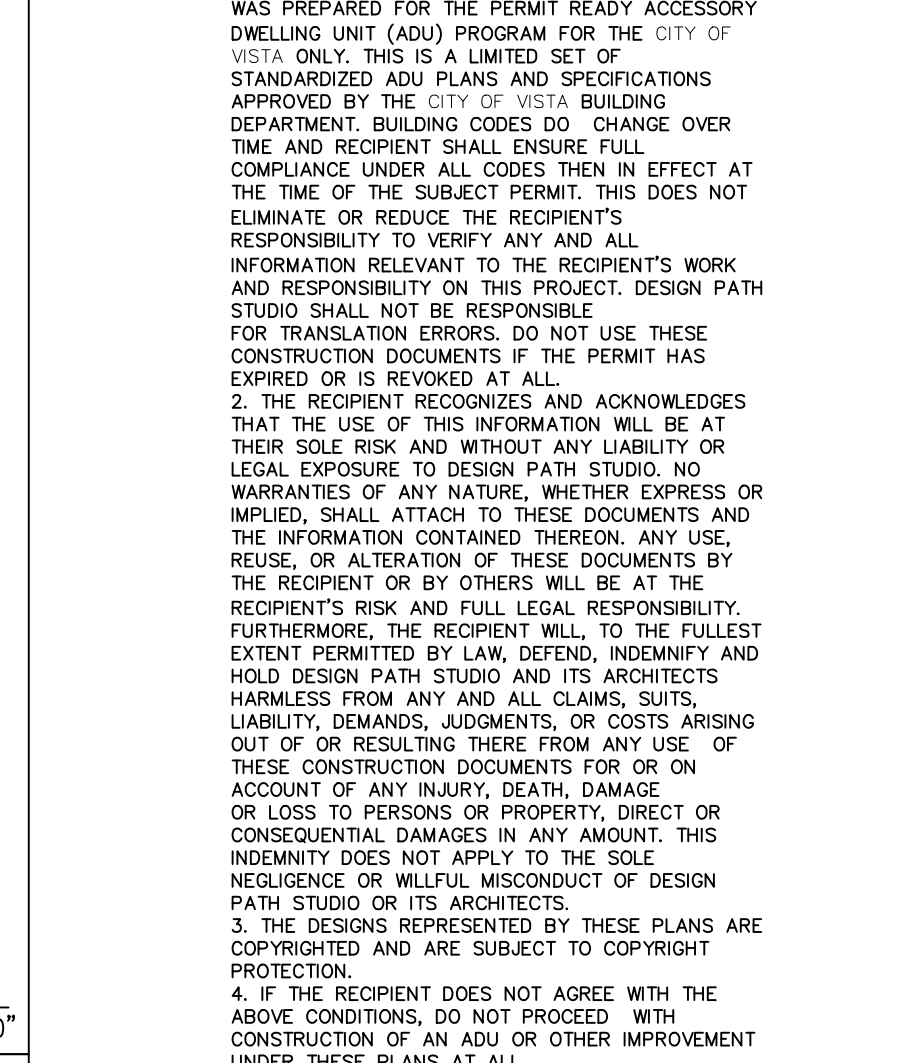 WAS PREPARED FOR THE PERMIT READY ACCESSORY
DWELLING UNIT (ADU) PROGRAM FOR THE CITY OF
VISTA ONLY. THIS IS A LIMITED SET OF
STANDARDIZED ADU PLANS AND SPECIFICATIONS
APPROVED BY THE CITY OF VISTA BUILDING
DEPARTMENT. BUILDING CODES DO CHANGE OVER
TIME AND RECIPIENT SHALL ENSURE FULL
COMPLIANCE UNDER ALL CODES THEN IN EFFECT AT
THE TIME OF THE SUBJECT PERMIT. THIS DOES NOT
ELIMINATE OR REDUCE THE RECIPIENT'S
RESPONSIBILITY TO VERIFY ANY AND ALL
INFORMATION RELEVANT TO THE RECIPIENT'S WORK
AND RESPONSIBILITY ON THIS PROJECT. DESIGN PATH
STUDIO SHALL NOT BE RESPONSIBLE
FOR TRANSLATION ERRORS. DO NOT USE THESE
CONSTRUCTION DOCUMENTS IF THE PERMIT HAS
EXPIRED OR IS REVOKED AT ALL.
2. THE RECIPIENT RECOGNIZES AND ACKNOWLEDGES
THAT THE USE OF THIS INFORMATION WILL BE AT
THEIR SOLE RISK AND WITHOUT ANY LIABILITY OR
LEGAL EXPOSURE TO DESIGN PATH STUDIO. NO
WARRANTIES OF ANY NATURE, WHETHER EXPRESS OR
IMPLIED, SHALL ATTACH TO THESE DOCUMENTS AND
THE INFORMATION CONTAINED THEREON. ANY USE,
REUSE, OR ALTERATION OF THESE DOCUMENTS BY
THE RECIPIENT OR BY OTHERS WILL BE AT THE
RECIPIENT'S RISK AND FULL LEGAL RESPONSIBILITY.
FURTHERMORE, THE RECIPIENT WILL, TO THE FULLEST
EXTENT PERMITTED BY LAW, DEFEND, INDEMNIFY AND
HOLD DESIGN PATH STUDIO AND ITS ARCHITECTS
HARMLESS FROM ANY AND ALL CLAIMS, SUITS,
LIABILITY, DEMANDS, JUDGMENTS, OR COSTS ARISING
OUT OF OR RESULTING THERE FROM ANY USE OF
THESE CONSTRUCTION DOCUMENTS FOR OR ON
ACCOUNT OF ANY INJURY, DEATH, DAMAGE
OR LOSS TO PERSONS OR PROPERTY, DIRECT OR
CONSEQUENTIAL DAMAGES IN ANY AMOUNT. THIS
INDEMNITY DOES NOT APPLY TO THE SOLE
NEGLIGENCE OR WILLFUL MISCONDUCT OF DESIGN
PATH STUDIO OR ITS ARCHITECTS.
3. THE DESIGNS REPRESENTED BY THESE PLANS ARE
COPYRIGHTED AND ARE SUBJECT TO COPYRIGHT
PROTECTION.
4. IF THE RECIPIENT DOES NOT AGREE WITH THE
ABOVE CONDITIONS, DO NOT PROCEED WITH
CONSTRUCTION OF AN ADU OR OTHER IMPROVEMENT
UNDER THESE PLANS AT ALL